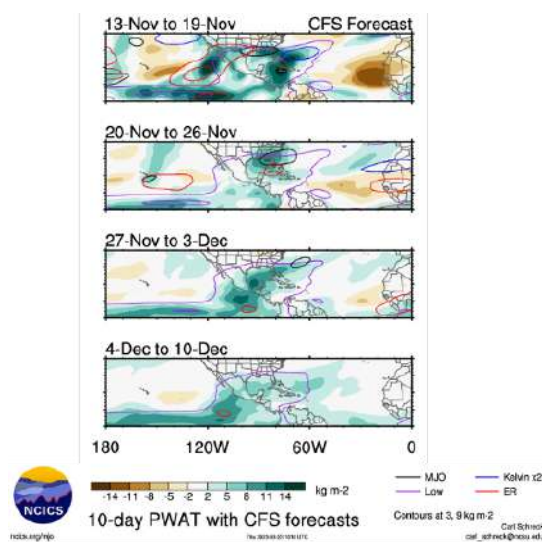 13-Nov to 19-Nov CFS Forecast
20-Nov to 26-Nov
27-Nov to 3-Dec
4-Dec to 10-Dec
180 120W 60W 0
NCICS
-14 -11 -8 -5 -2 2 5 8 11 14 kg m-2
MJO Kelvin x2
Low ER
10-day PWAT with CFS forecasts
Contours at 3, 9 kg m-2
Carl Schreck
ncics.org/mjo
carl_schreck@ncsu.edu